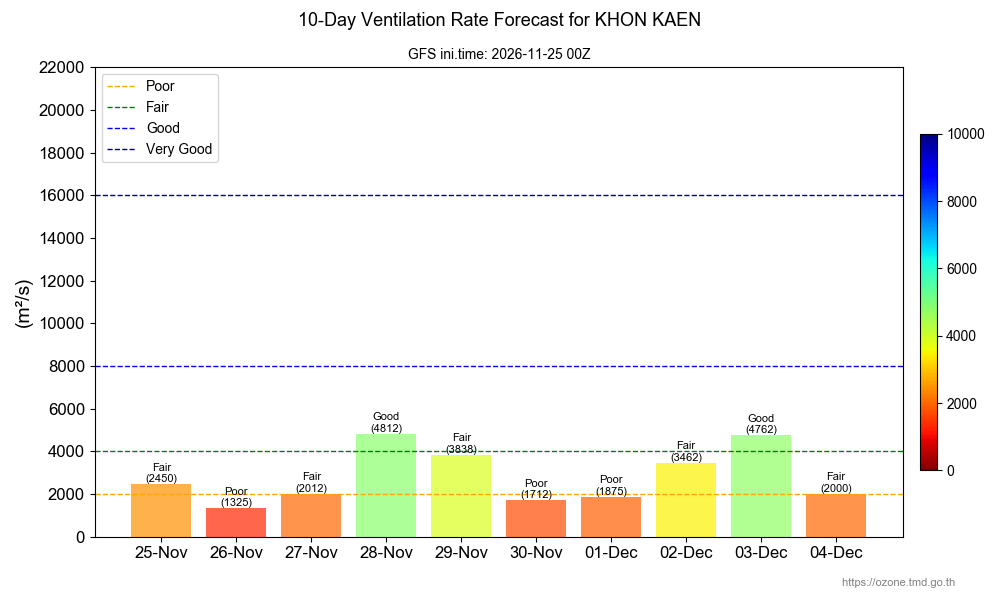 10-Day Ventilation Rate Forecast for KHON KAEN
GFS ini.time: 2026-11-25 00Z
22000
20000
18000
16000
14000
12000
10000
8000
6000
4000
2000
0
(m²/s)
Poor
Fair
Good
Very Good
Fair
(2450)
Poor
(1325)
Fair
(2012)
Good
(4812)
Fair
(3838)
Poor
(1712)
Poor
(1875)
Fair
(3462)
Good
(4762)
Fair
(2000)
25-Nov 26-Nov 27-Nov 28-Nov 29-Nov 30-Nov 01-Dec 02-Dec 03-Dec 04-Dec
10000
8000
6000
4000
2000
0
https://ozone.tmd.go.th